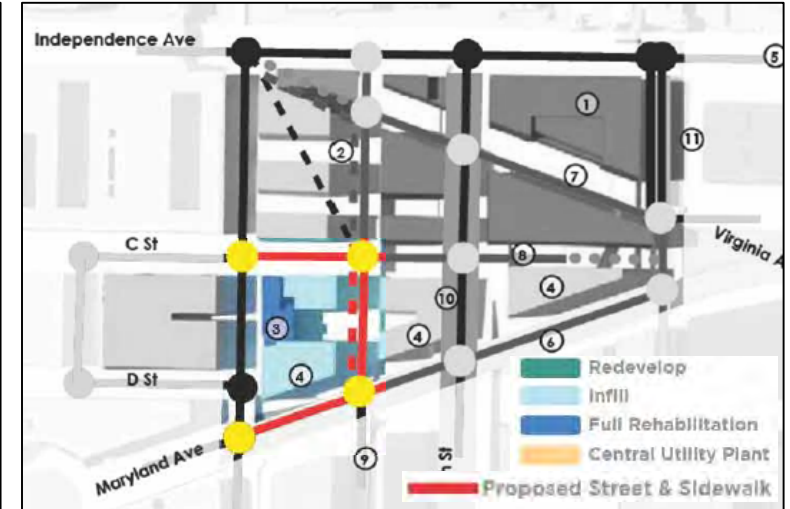 Independence Ave
5
1
11
2
7
C St
8
Virginia A
10
4
3
4
6
4
D St
Redevelop
Infill
Full Rehabilitation
Maryland Ave
Central Utility Plant
9
St
Proposed Street & Sidewalk